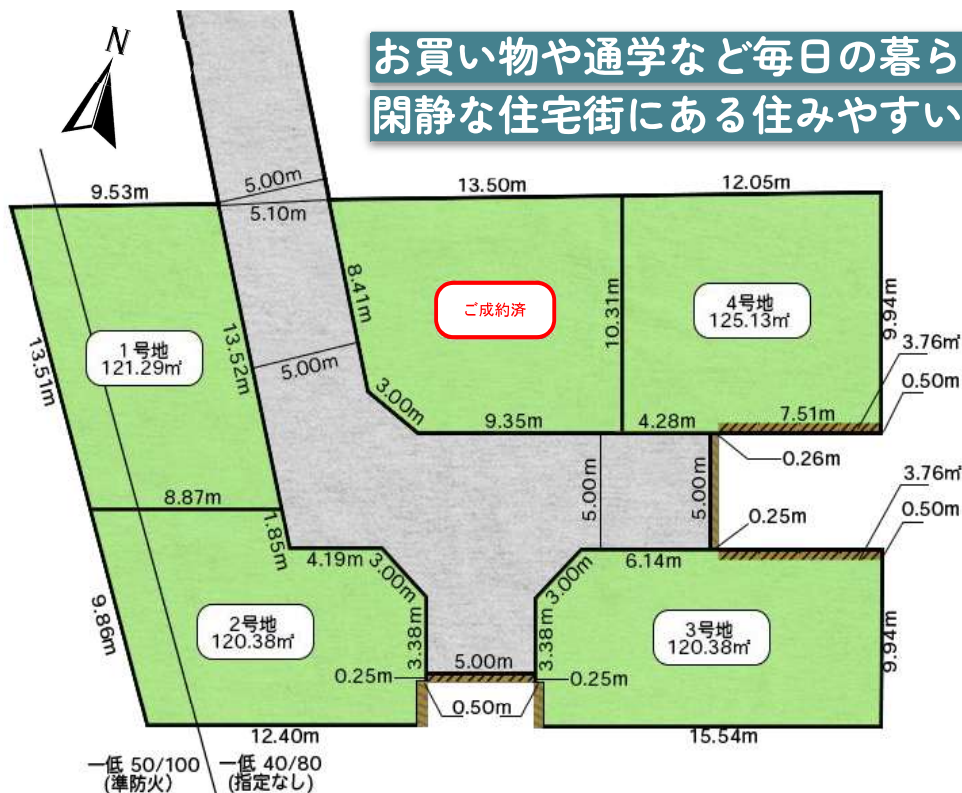 お買い物や通学など毎日の暮ら
閑静な住宅街にある住みやすい
N
9.53m
5.00m
5.10m
13.50m
12.05m
8.41m
ご成約済
10.31m
4号地
125.13㎡
9.94m
3.76㎡
0.50m
13.51m
1号地
121.29㎡
13.52m
5.00m
3.00m
9.35m
4.28m
7.51m
0.26m
5.00m
5.00m
3.76㎡
0.50m
0.25m
8.87m
1.85m
4.19m
3.00m
3.00m
6.14m
9.86m
2号地
120.38㎡
3.38m
5.00m
3.38m
3号地
120.38㎡
9.94m
0.25m
0.25m
0.50m
12.40m
15.54m
一低 50/100
(準防火)
一低 40/80
(指定なし)